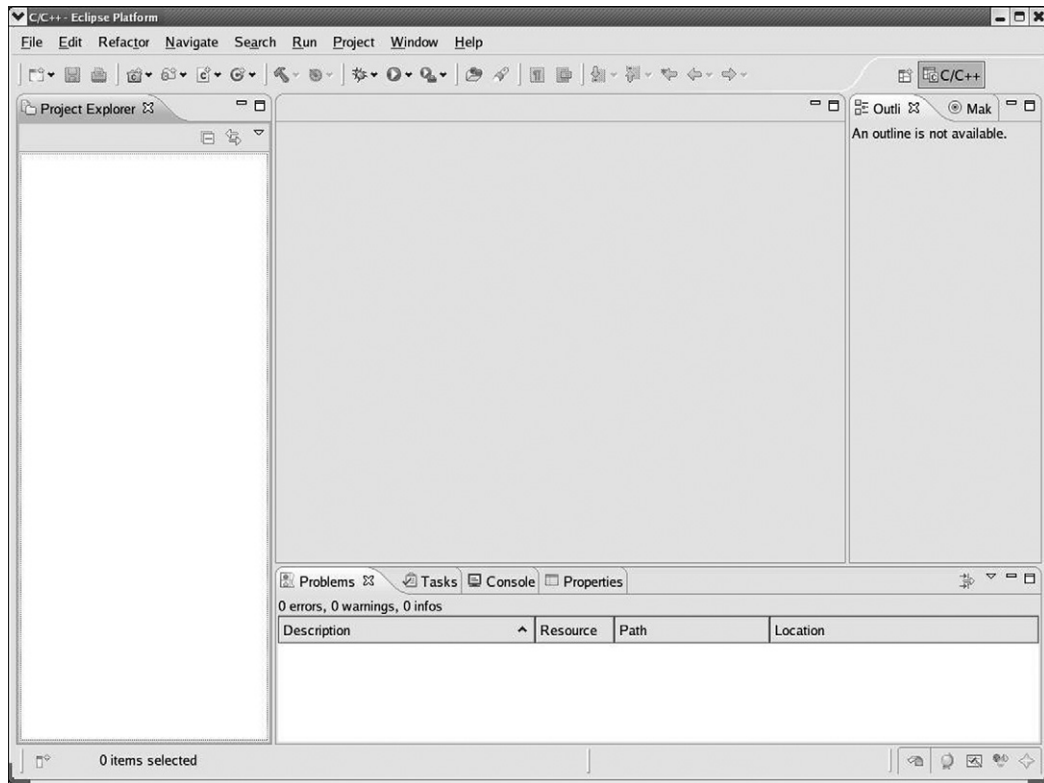 C/C++ - Eclipse Platform
File Edit Refactor Navigate Search Run Project Window Help
C/C++
Project Explorer
Outli Mak
An outline is not available.
Problems Tasks Console Properties
0 errors, 0 warnings, 0 infos
Description Resource Path Location
0 items selected